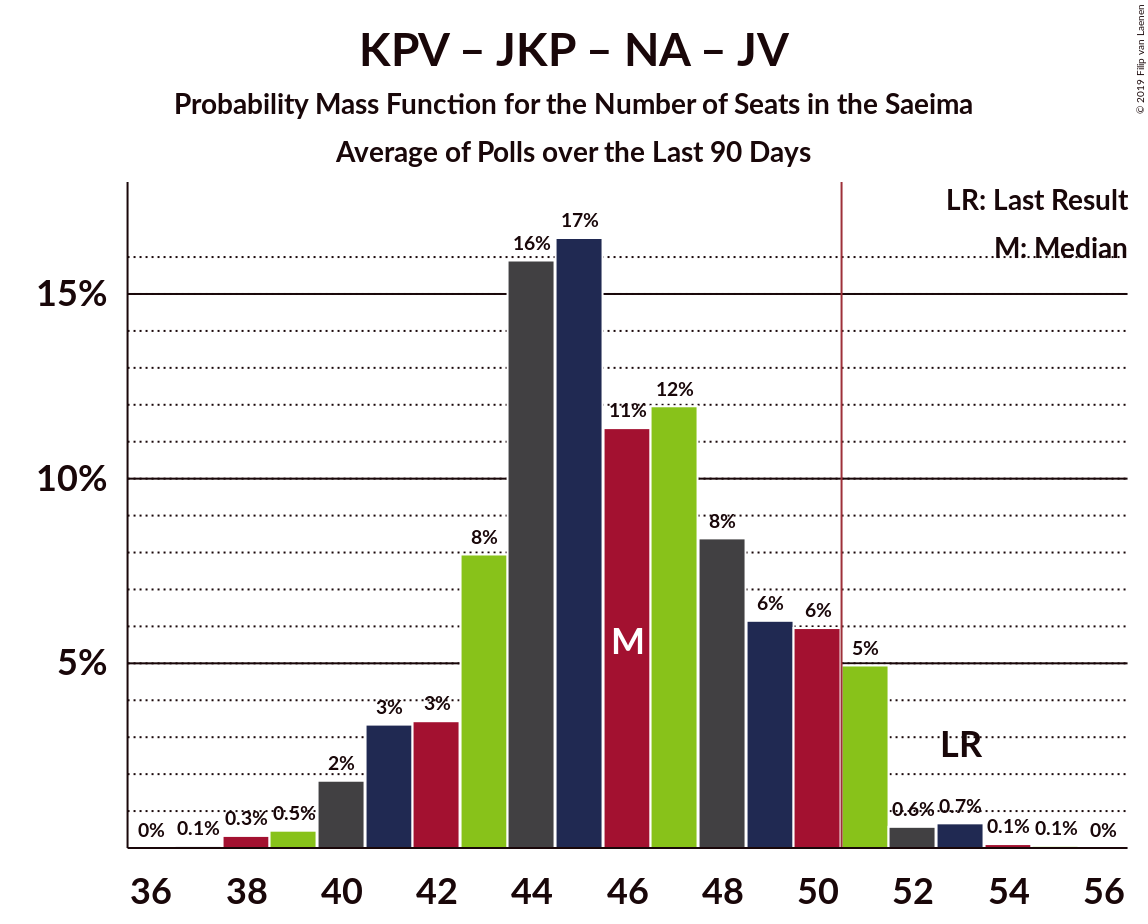 KPV – JKP – NA – JV
Probability Mass Function for the Number of Seats in the Saeima
Average of Polls over the Last 90 Days
© 2019 Filip van Laenen
LR: Last Result
M: Median
15%
10%
5%
0%
0.1%
0.3%
0.5%
2%
3%
3%
8%
16%
17%
11%
12%
8%
6%
6%
5%
0.6%
0.7%
0.1%
0.1%
0%
M
LR
36 38 40 42 44 46 48 50 52 54 56